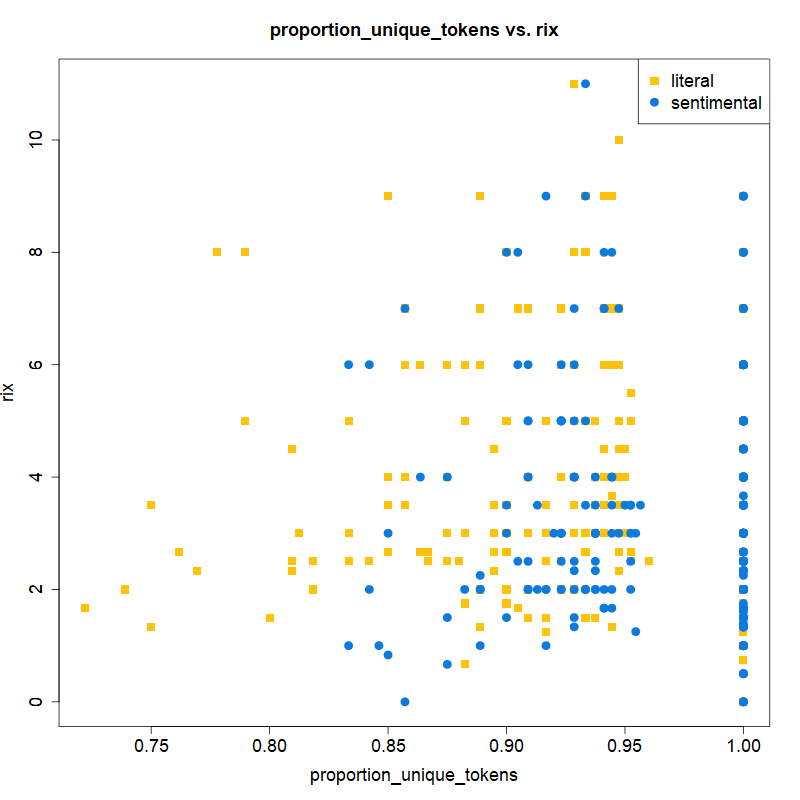 proportion_unique_tokens vs. rix
literal
sentimental
10
8
6
4
2
0
rix
0.75 0.80 0.85 0.90 0.95 1.00
proportion_unique_tokens